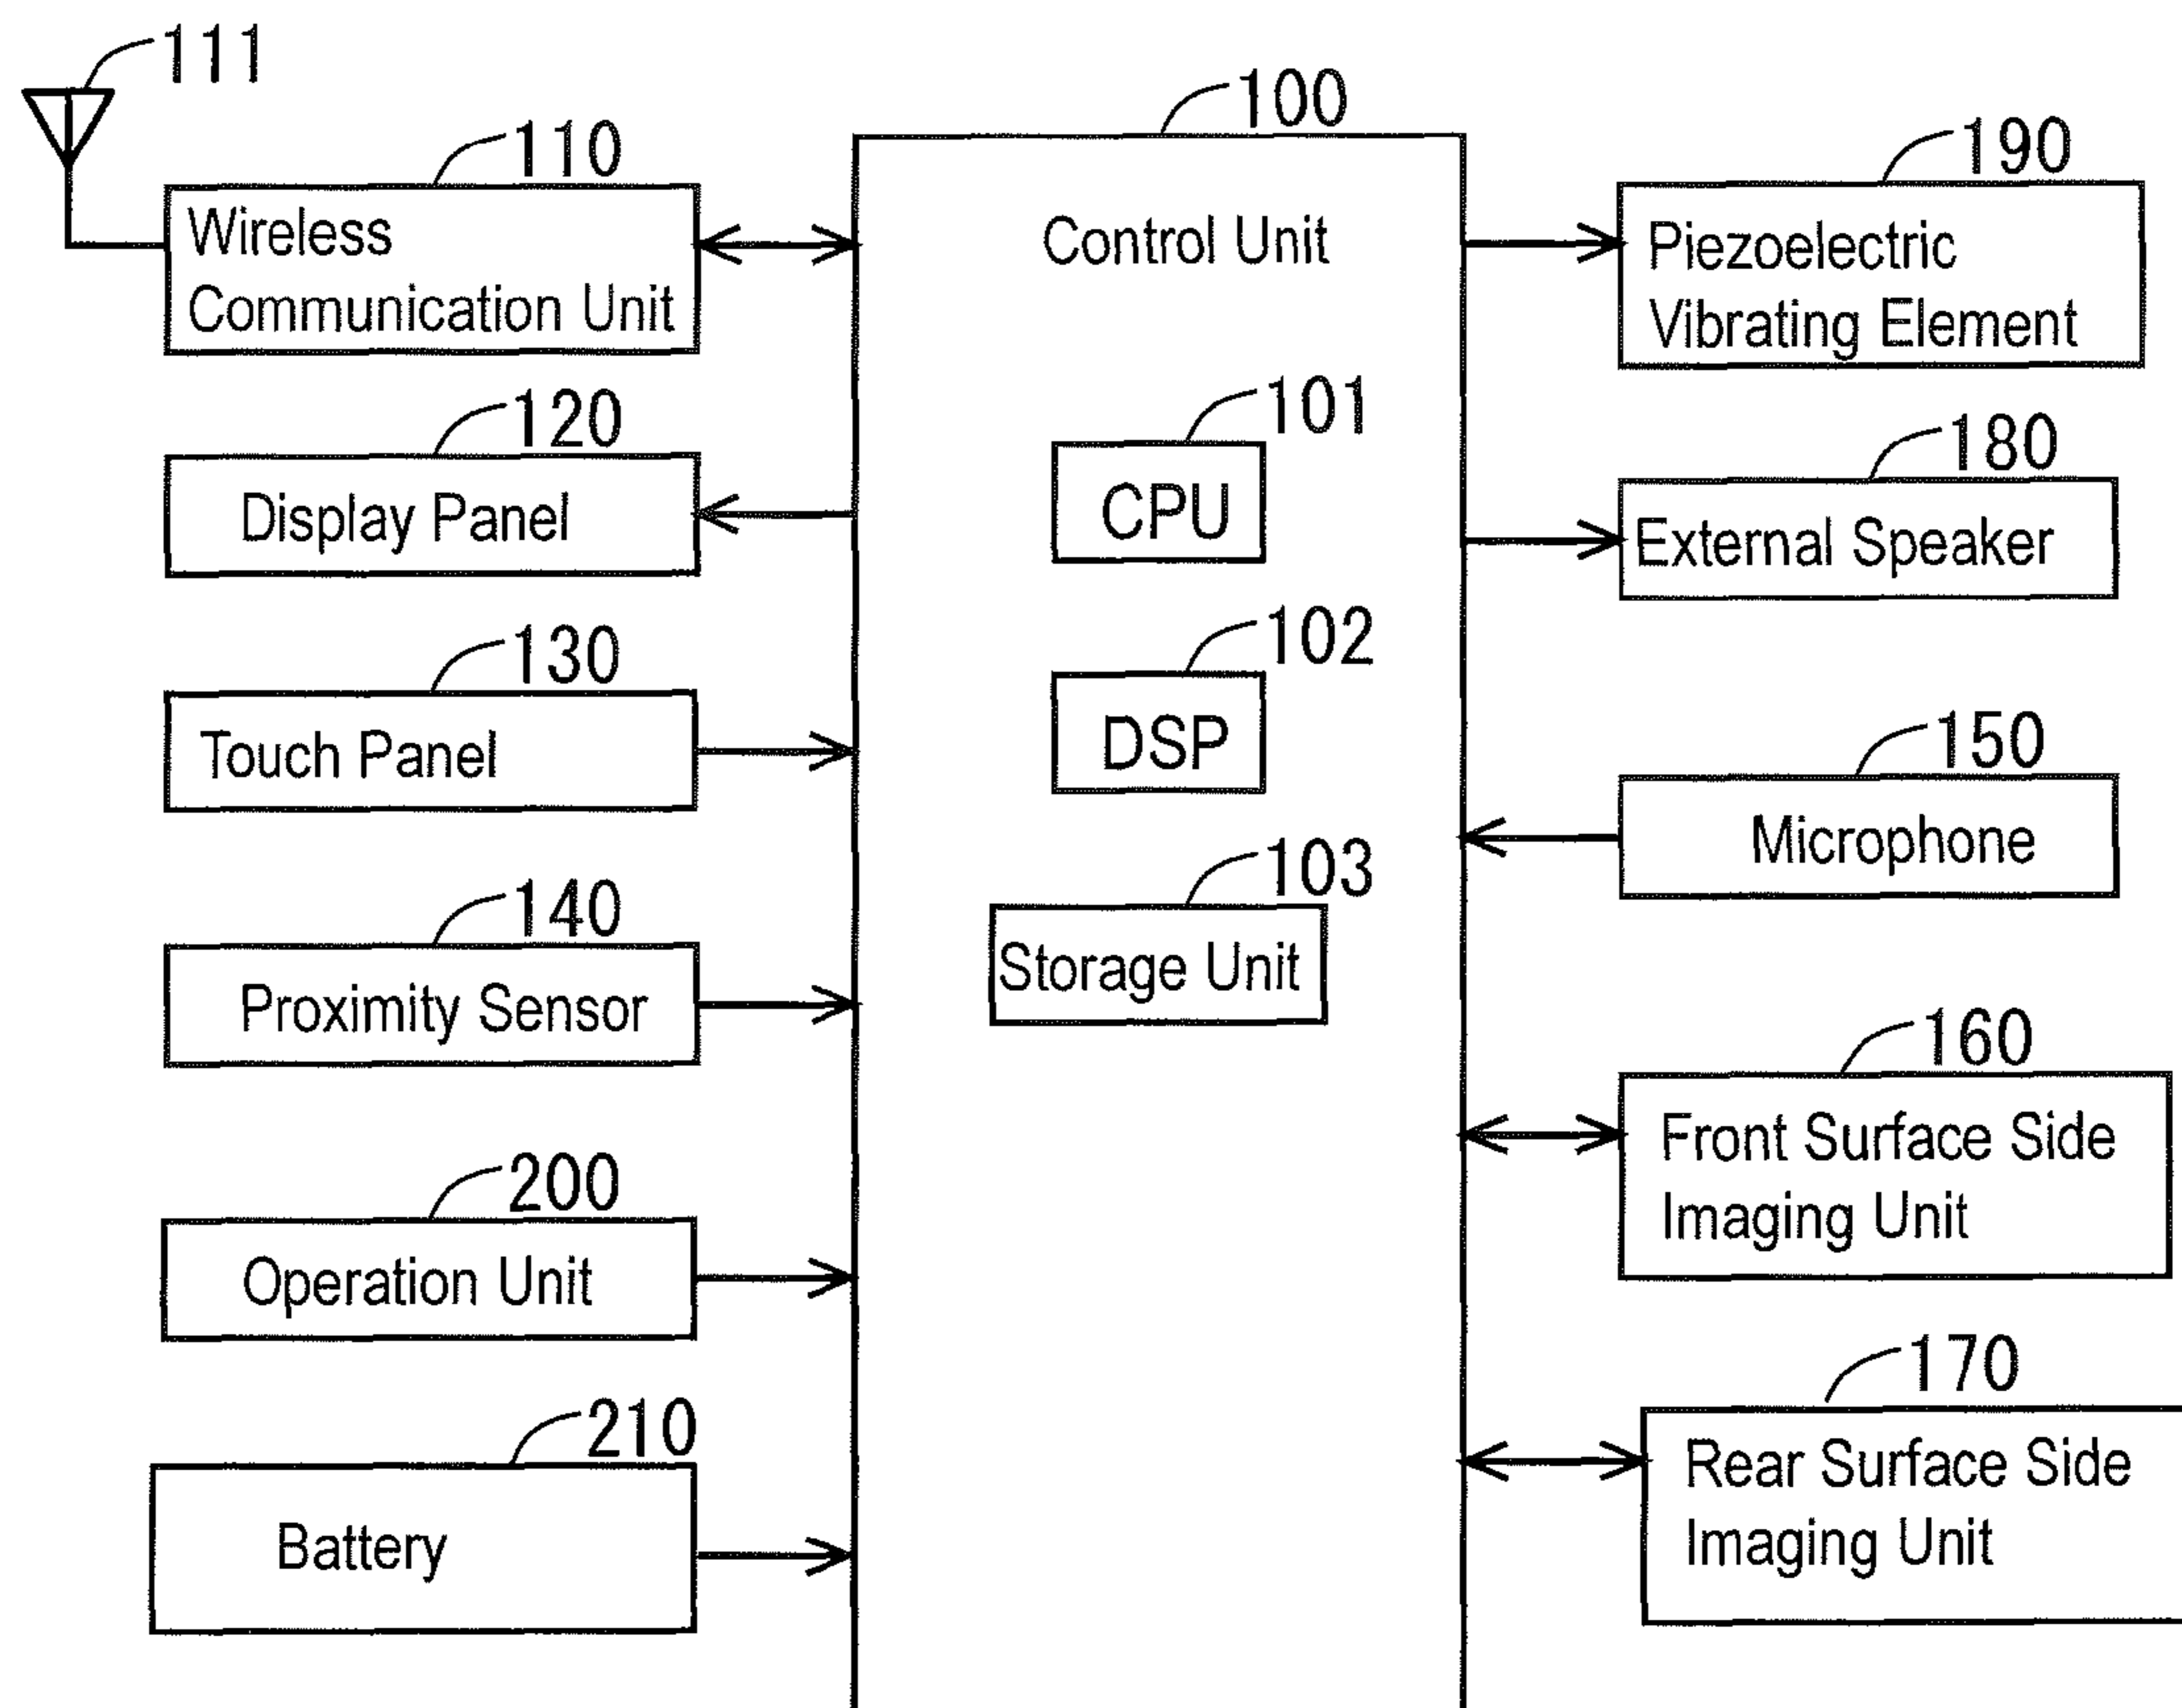 111
110
Wireless
Communication Unit
120
Display Panel
130
Touch Panel
140
Proximity Sensor
200
Operation Unit
210
Battery
100
Control Unit
101
CPU
102
DSP
103
Storage Unit
190
Piezoelectric
Vibrating Element
180
External Speaker
150
Microphone
160
Front Surface Side
Imaging Unit
170
Rear Surface Side
Imaging Unit